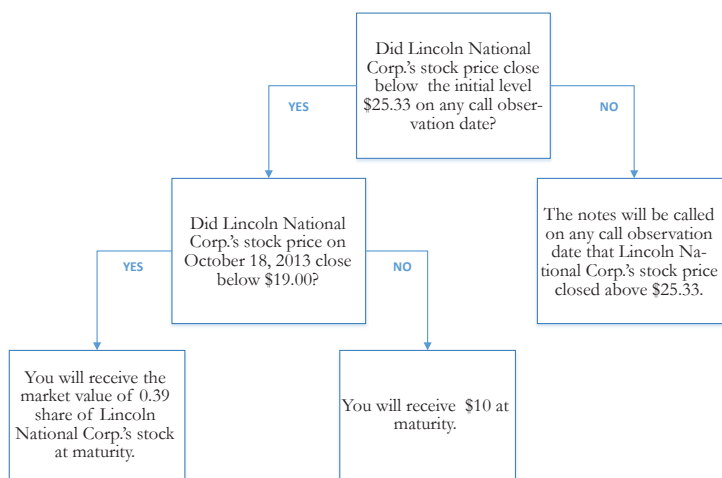 Did Lincoln National
Corp.'s stock price close
below the initial level
$25.33 on any call obser-
vation date?
YES
NO
Did Lincoln National
Corp.'s stock price on
October 18, 2013 close
below $19.00?
The notes will be called
on any call observation
date that Lincoln Na-
tional Corp.'s stock price
closed above $25.33.
YES
NO
You will receive the
market value of 0.39
share of Lincoln
National Corp.'s stock
at maturity.
You will receive $10 at
maturity.